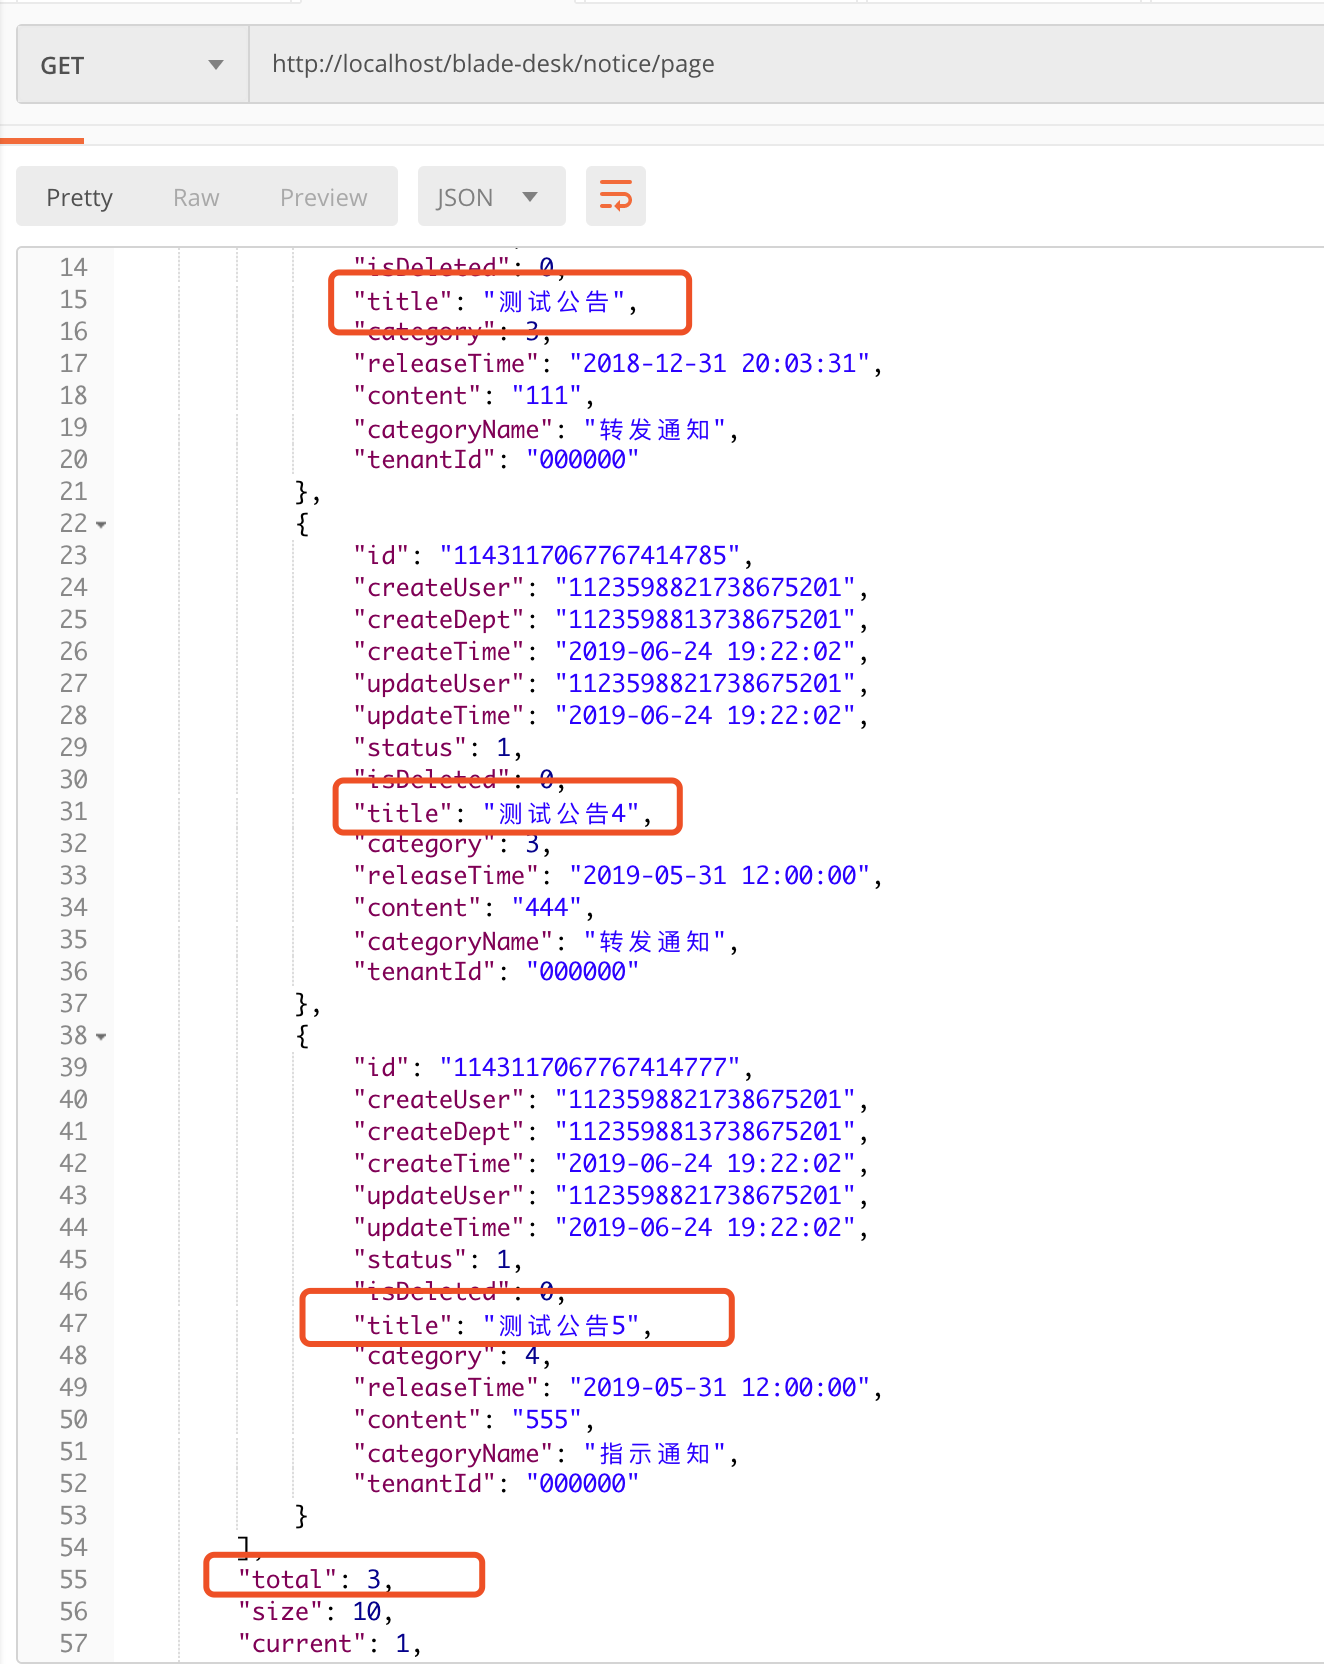 GET http://localhost/blade-desk/notice/page
Pretty Raw Preview JSON
14 "isDeleted": 0,
15 "title": "测试公告",
16 "category": 3,
17 "releaseTime": "2018-12-31 20:03:31",
18 "content": "111",
19 "categoryName": "转发通知",
20 "tenantId": "000000"
21 },
22 {
23 "id": "1143117067767414785",
24 "createUser": "1123598821738675201",
25 "createDept": "1123598813738675201",
26 "createTime": "2019-06-24 19:22:02",
27 "updateUser": "1123598821738675201",
28 "updateTime": "2019-06-24 19:22:02",
29 "status": 1,
30 "isDeleted": 0,
31 "title": "测试公告4",
32 "category": 3,
33 "releaseTime": "2019-05-31 12:00:00",
34 "content": "444",
35 "categoryName": "转发通知",
36 "tenantId": "000000"
37 },
38 {
39 "id": "1143117067767414777",
40 "createUser": "1123598821738675201",
41 "createDept": "1123598813738675201",
42 "createTime": "2019-06-24 19:22:02",
43 "updateUser": "1123598821738675201",
44 "updateTime": "2019-06-24 19:22:02",
45 "status": 1,
46 "isDeleted": 0,
47 "title": "测试公告5",
48 "category": 4,
49 "releaseTime": "2019-05-31 12:00:00",
50 "content": "555",
51 "categoryName": "指示通知",
52 "tenantId": "000000"
53 }
54 ],
55 "total": 3,
56 "size": 10,
57 "current": 1,